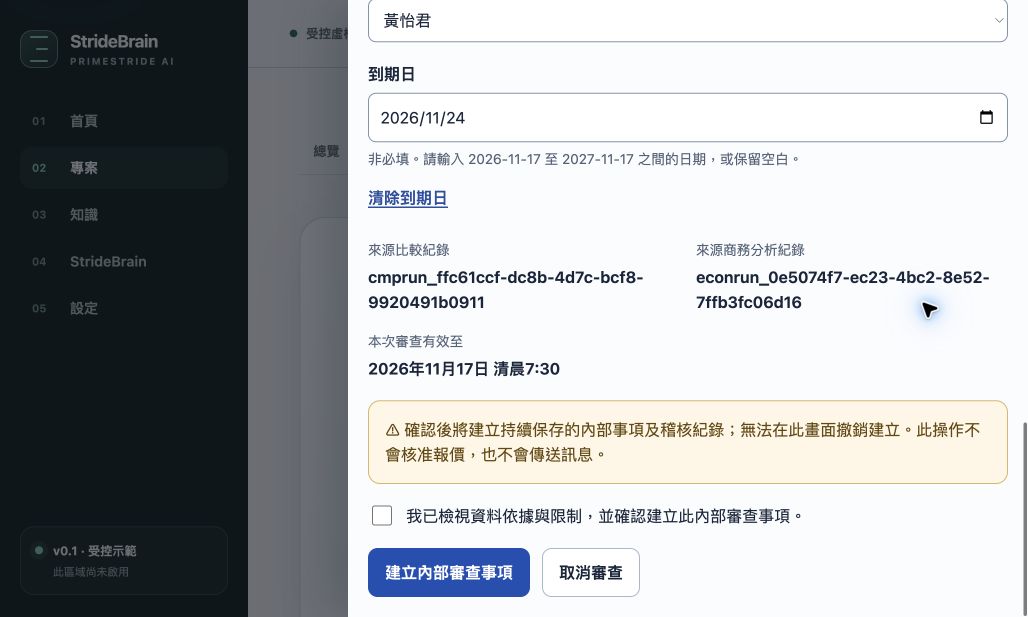 StrideBrain
PRIMESTRIDE AI
01 首頁
02 專案
03 知識
04 StrideBrain
05 設定
v0.1 · 受控示範
此區域尚未啟用
受控虛
總覽
黃怡君
到期日
2026/11/24
非必填。請輸入 2026-11-17 至 2027-11-17 之間的日期，或保留空白。
清除到期日
來源比較紀錄
cmprun_ffc61ccf-dc8b-4d7c-bcf8-
9920491b0911
來源商務分析紀錄
econrun_0e5074f7-ec23-4bc2-8e52-
7ffb3fc06d16
本次審查有效至
2026年11月17日 清晨7:30
⚠ 確認後將建立持續保存的內部事項及稽核紀錄；無法在此畫面撤銷建立。此操作不
會核准報價，也不會傳送訊息。
我已檢視資料依據與限制，並確認建立此內部審查事項。
建立內部審查事項
取消審查